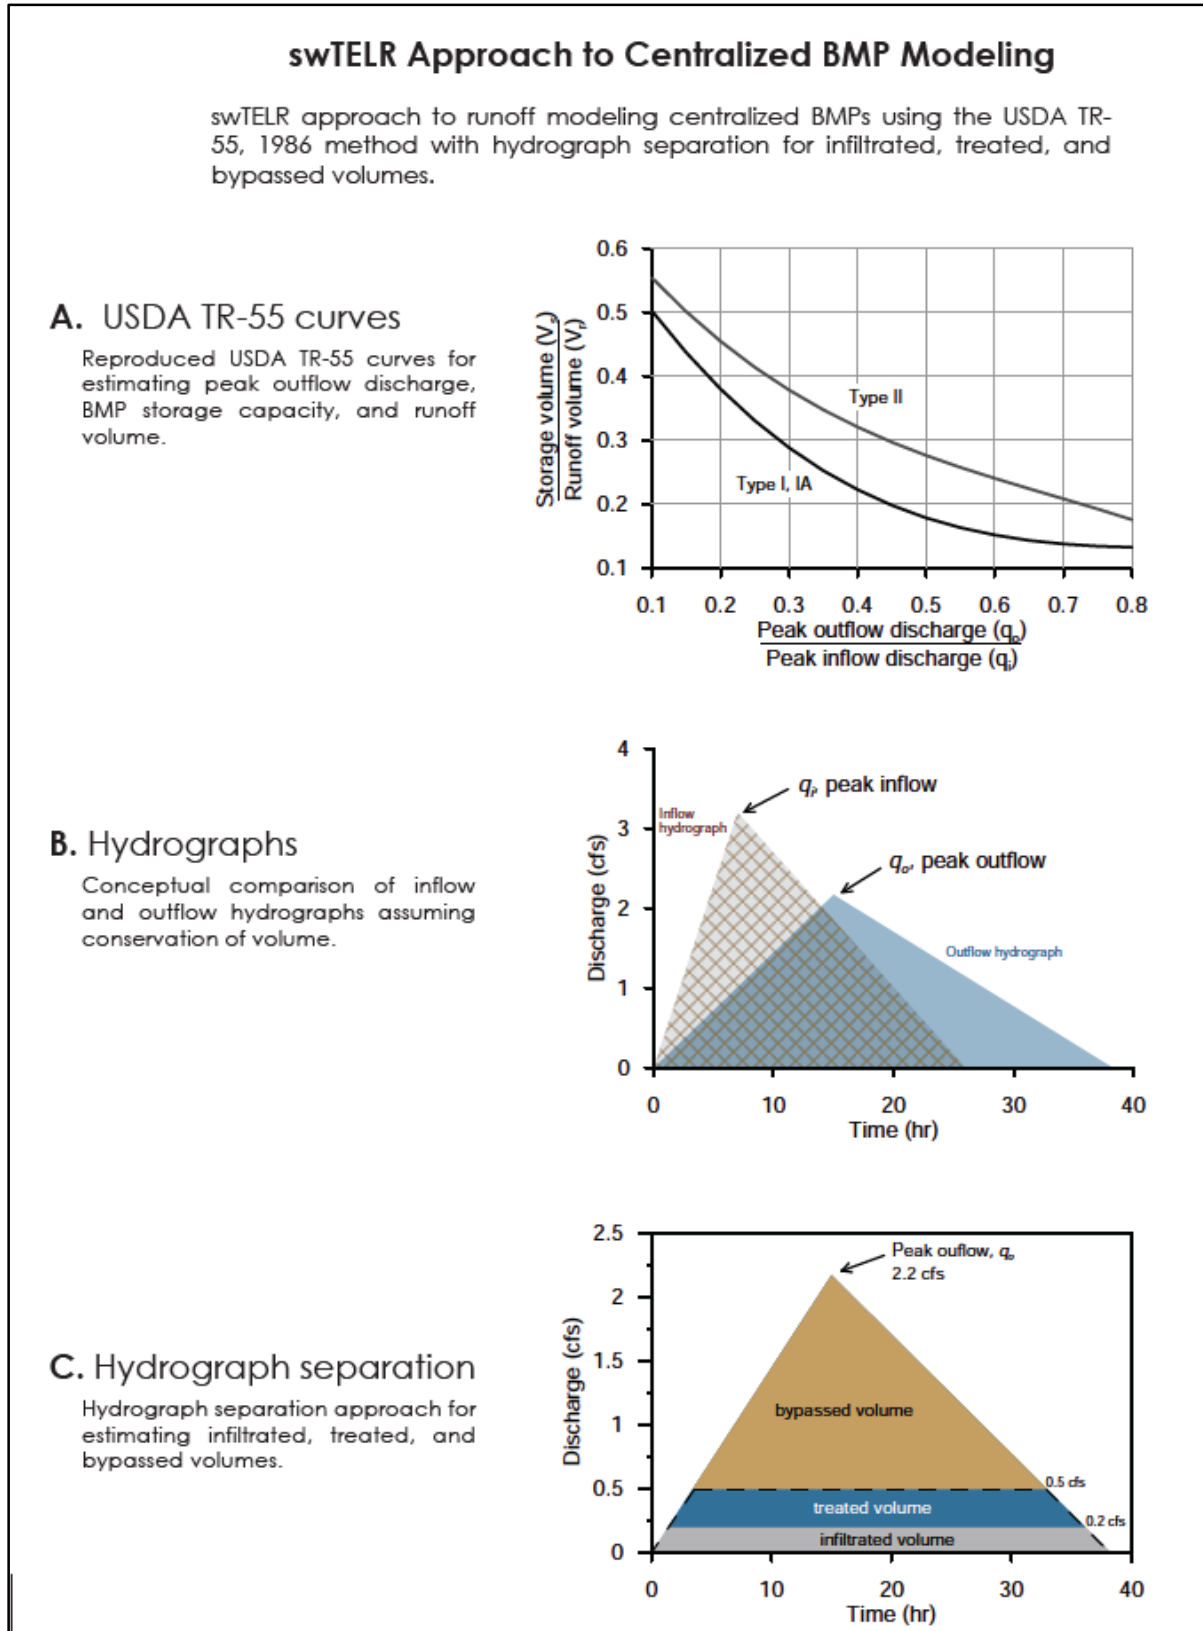 swTELR Approach to Centralized BMP Modeling
swTELR approach to runoff modeling centralized BMPs using the USDA TR-
55, 1986 method with hydrograph separation for infiltrated, treated, and
bypassed volumes.
A. USDA TR-55 curves
Reproduced USDA TR-55 curves for
estimating peak outflow discharge,
BMP storage capacity, and runoff
volume.
Storage volume (Vs)
Runoff volume (Vr)
0.6
0.5
0.4
0.3
0.2
0.1
Type II
Type I, IA
0.1 0.2 0.3 0.4 0.5 0.6 0.7 0.8
Peak outflow discharge (qo)
Peak inflow discharge (qi)
B. Hydrographs
Conceptual comparison of inflow
and outflow hydrographs assuming
conservation of volume.
Discharge (cfs)
4
3
2
1
0
qi, peak inflow
Inflow
hydrograph
qo, peak outflow
Outflow hydrograph
0 10 20 30 40
Time (hr)
C. Hydrograph separation
Hydrograph separation approach for
estimating infiltrated, treated, and
bypassed volumes.
Discharge (cfs)
2.5
2
1.5
1
0.5
0
Peak ouflow, qo
2.2 cfs
bypassed volume
0.5 cfs
treated volume
0.2 cfs
infiltrated volume
0 10 20 30 40
Time (hr)